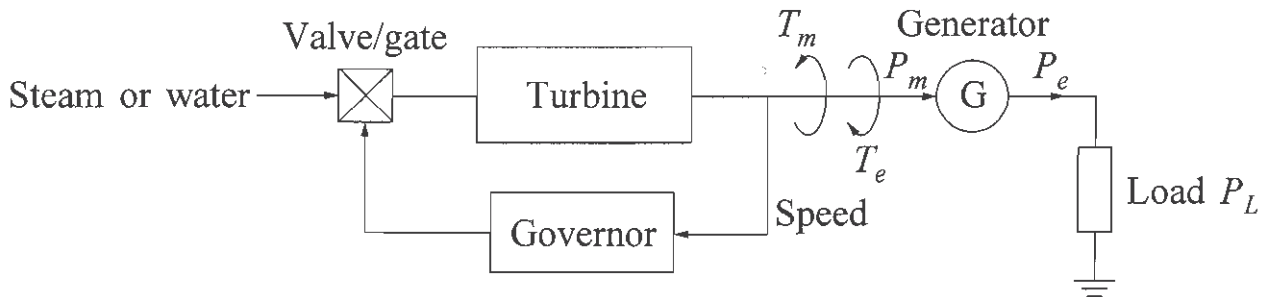 Valve/gate
Steam or water
Turbine
T_m
Generator
P_m
G
P_e
T_e
Governor
Speed
Load P_L